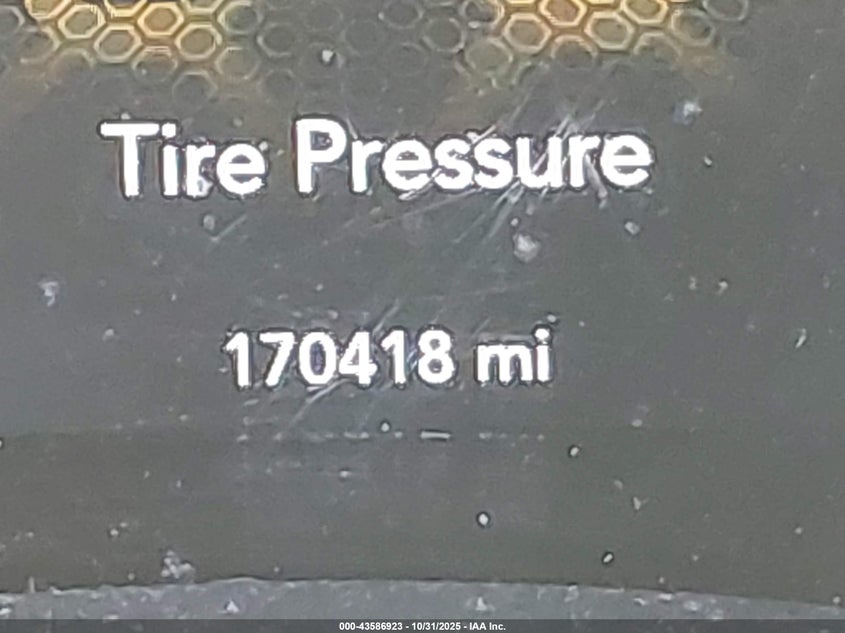 Tire Pressure
170418 mi
000-43586923 - 10/31/2025 - IAA Inc.